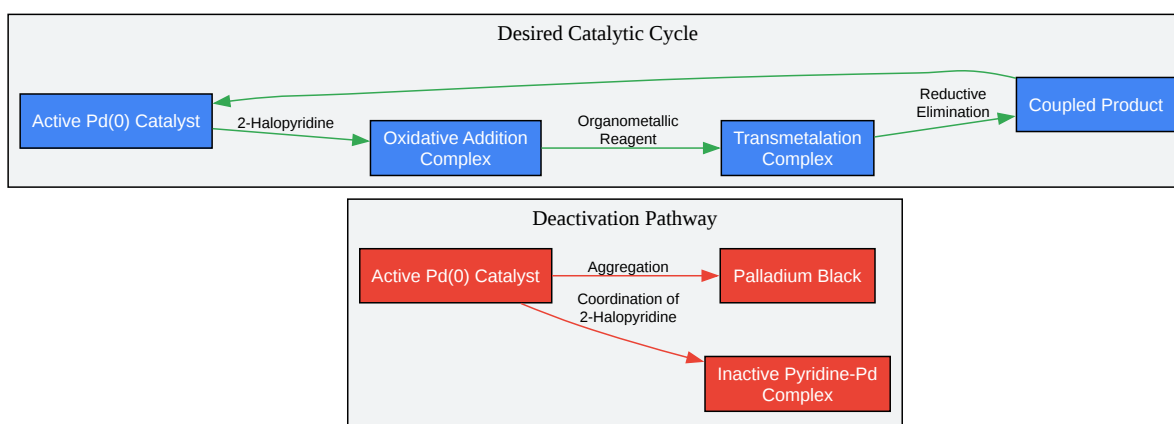 Desired Catalytic Cycle
Active Pd(0) Catalyst
2-Halopyridine
Oxidative Addition
Complex
Organometallic
Reagent
Transmetalation
Complex
Reductive
Elimination
Coupled Product
Deactivation Pathway
Active Pd(0) Catalyst
Aggregation
Palladium Black
Coordination of
2-Halopyridine
Inactive Pyridine-Pd
Complex